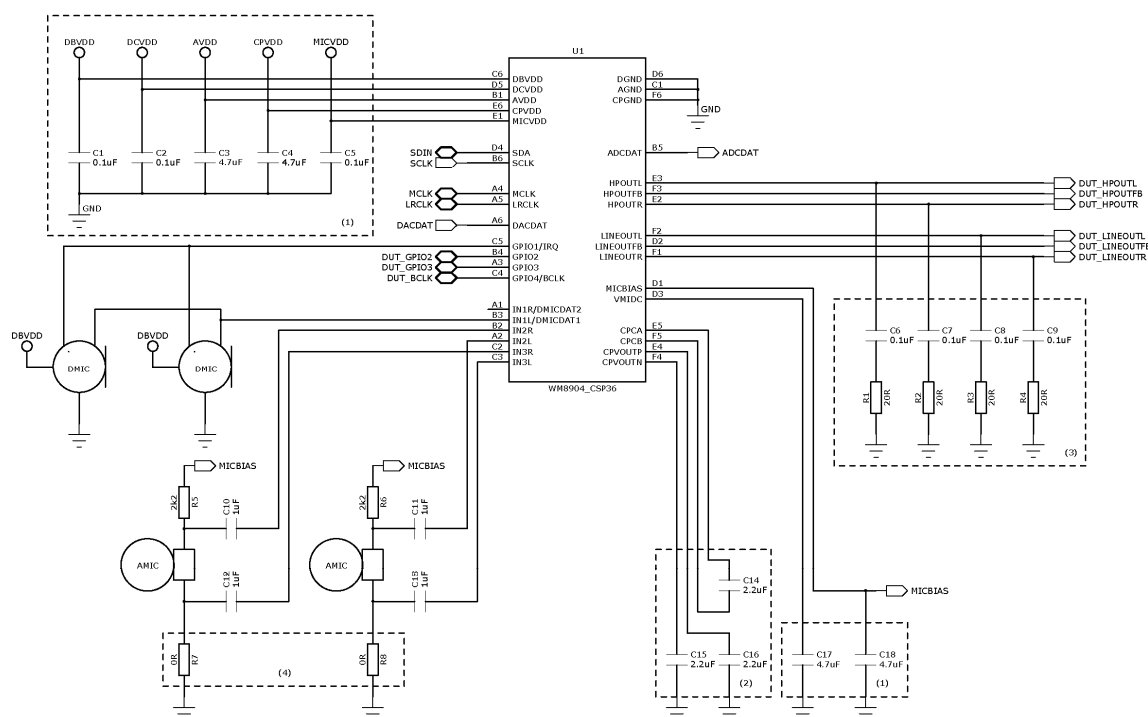 DBVDD DCVDD AVDD CPVDD MICVDD
C1 0.1uF
C2 0.1uF
C3 4.7uF
C4 4.7uF
C5 0.1uF
GND
(1)
U1
C6 DBVDD
D5 DCVDD
B1 AVDD
E6 CPVDD
E1 MICVDD
SDIN D4 SDA
SCLK B6 SCLK
MCLK A4 MCLK
LRCLK A5 LRCLK
DACDAT A6 DACDAT
C5 GPIO1/IRQ
DUT_GPIO2 B4 GPIO2
DUT_GPIO3 A3 GPIO3
DUT_BCLK C4 GPIO4/BCLK
A1 IN1R/DMICDAT2
B3 IN1L/DMICDAT1
B2 IN2R
A2 IN2L
C2 IN3R
C3 IN3L
WM8904_CSP36
DGND D6
AGND C1
CPGND F6
GND
ADCDAT B5 ADCDAT
HPOUTL E3 DUT_HPOUTL
HPOUTFB F3 DUT_HPOUTFB
HPOUTR E2 DUT_HPOUTR
LINEOUTL F2 DUT_LINEOUTL
LINEOUTFB D2 DUT_LINEOUTFB
LINEOUTR F1 DUT_LINEOUTR
MICBIAS D1
VMIDC D3
CPCA E5
CPCB F5
CPVOUTP E4
CPVOUTN F4
C6 0.1uF
C7 0.1uF
C8 0.1uF
C9 0.1uF
R1 20R
R2 20R
R3 20R
R4 20R
(3)
DBVDD
DMIC
DBVDD
DMIC
MICBIAS
2k2 R5
C10 1uF
AMIC
C12 1uF
0R R7
MICBIAS
2k2 R6
C11 1uF
AMIC
C13 1uF
0R R8
(4)
C14 2.2uF
C15 2.2uF
C16 2.2uF
(2)
MICBIAS
C17 4.7uF
C18 4.7uF
(1)